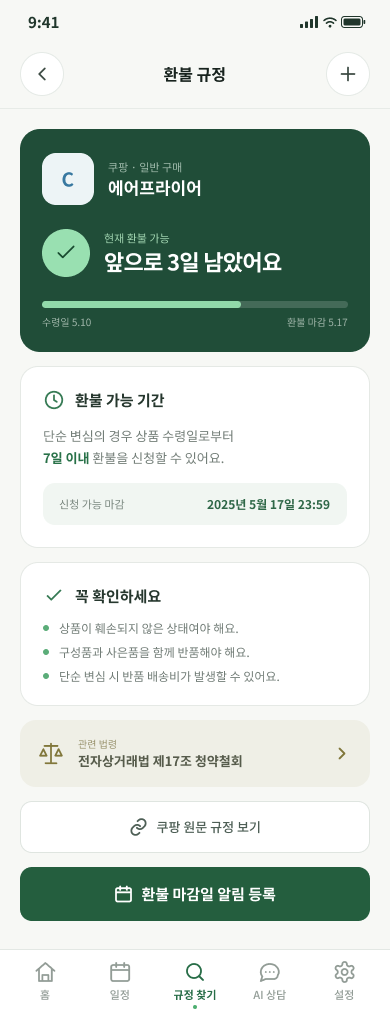 9:41
환불 규정
C
쿠팡 · 일반 구매
에어프라이어
현재 환불 가능
앞으로 3일 남았어요
수령일 5.10
환불 마감 5.17
환불 가능 기간
단순 변심의 경우 상품 수령일로부터
7일 이내 환불을 신청할 수 있어요.
신청 가능 마감
2025년 5월 17일 23:59
꼭 확인하세요
상품이 훼손되지 않은 상태여야 해요.
구성품과 사은품을 함께 반품해야 해요.
단순 변심 시 반품 배송비가 발생할 수 있어요.
관련 법령
전자상거래법 제17조 청약철회
쿠팡 원문 규정 보기
환불 마감일 알림 등록
홈
일정
규정 찾기
AI 상담
설정